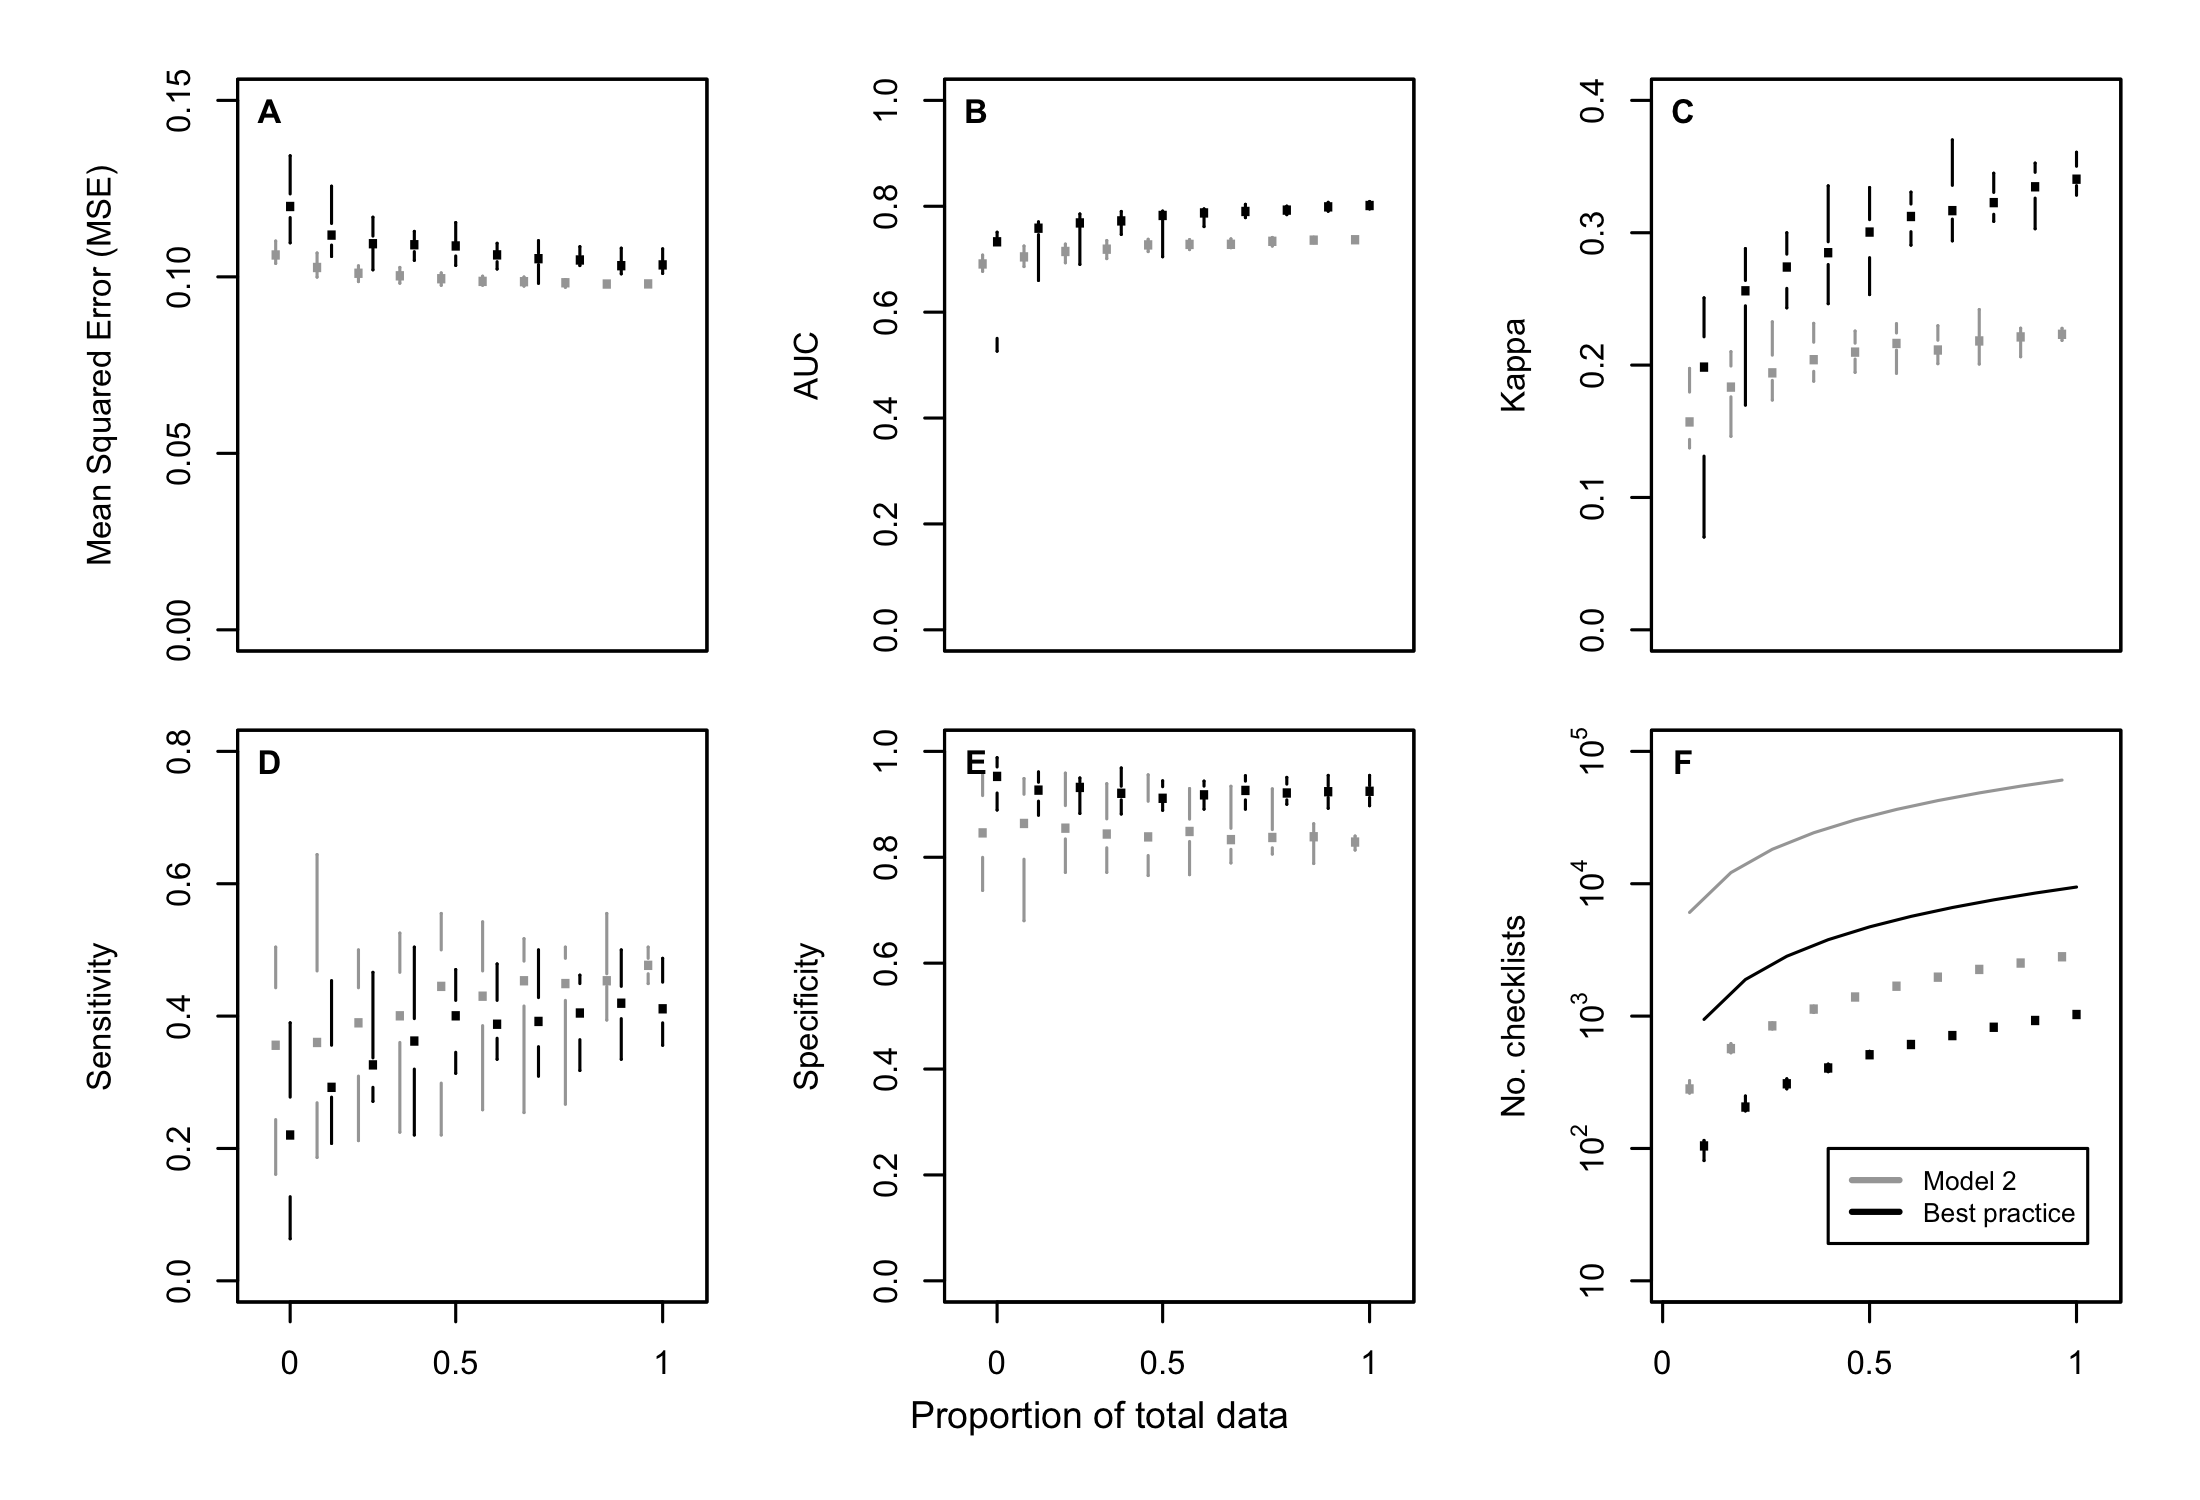 A
Mean Squared Error (MSE)
0.15
0.10
0.05
0.00
B
AUC
1.0
0.8
0.6
0.4
0.2
0.0
C
Kappa
0.4
0.3
0.2
0.1
0.0
D
Sensitivity
0.8
0.6
0.4
0.2
0.0
0 0.5 1
E
Specificity
1.0
0.8
0.6
0.4
0.2
0.0
0 0.5 1
F
No. checklists
10^5
10^4
10^3
10^2
10
Model 2
Best practice
0 0.5 1
Proportion of total data